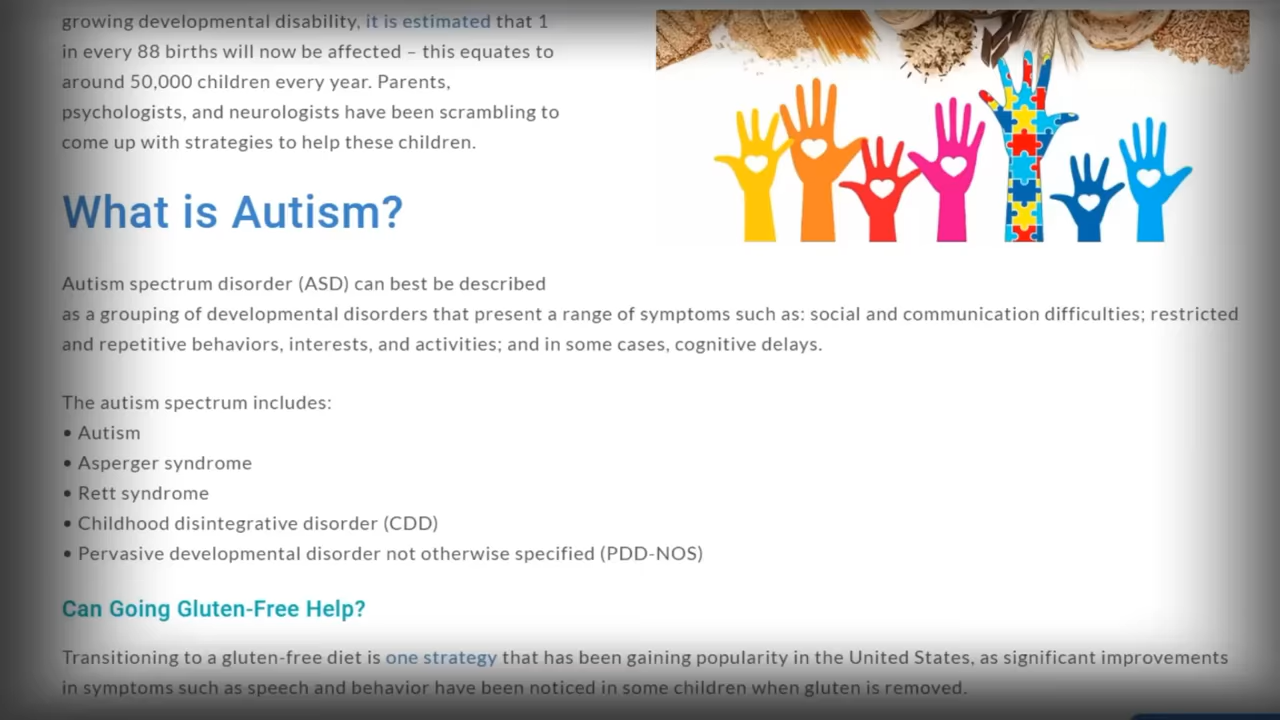 growing developmental disability, it is estimated that 1
in every 88 births will now be affected – this equates to
around 50,000 children every year. Parents,
psychologists, and neurologists have been scrambling to
come up with strategies to help these children.
What is Autism?
Autism spectrum disorder (ASD) can best be described
as a grouping of developmental disorders that present a range of symptoms such as: social and communication difficulties; restricted
and repetitive behaviors, interests, and activities; and in some cases, cognitive delays.
The autism spectrum includes:
• Autism
• Asperger syndrome
• Rett syndrome
• Childhood disintegrative disorder (CDD)
• Pervasive developmental disorder not otherwise specified (PDD-NOS)
Can Going Gluten-Free Help?
Transitioning to a gluten-free diet is one strategy that has been gaining popularity in the United States, as significant improvements
in symptoms such as speech and behavior have been noticed in some children when gluten is removed.